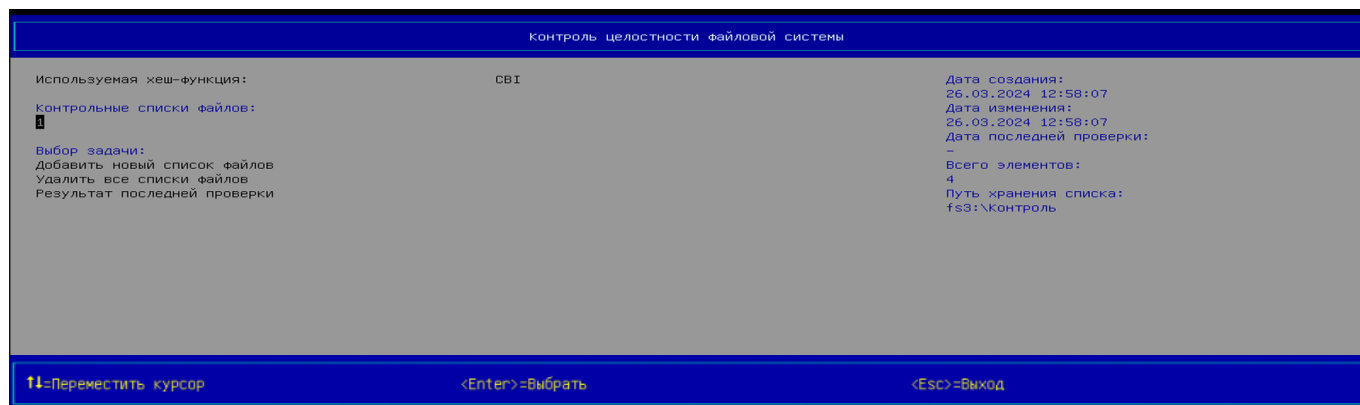 Контроль целостности файловой системы
Используемая хеш-функция: CBI
Контрольные списки файлов:
1
Выбор задачи:
Добавить новый список файлов
Удалить все списки файлов
Результат последней проверки
Дата создания:
26.03.2024 12:58:07
Дата изменения:
26.03.2024 12:58:07
Дата последней проверки:
-
Всего элементов:
4
Путь хранения списка:
fs3:\Контроль
↑↓=Переместить курсор <Enter>=Выбрать <Esc>=Выход